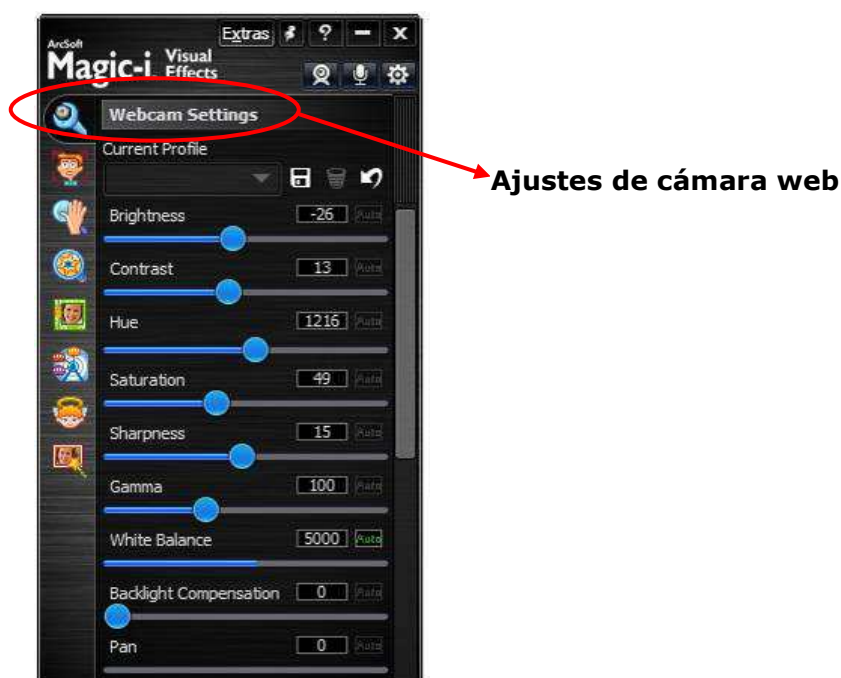 Extras ? X
ArcSoft
Magic-i Visual Effects
Webcam Settings
Current Profile
Ajustes de cámara web
Brightness -26 Auto
Contrast 13 Auto
Hue 1216 Auto
Saturation 49 Auto
Sharpness 15 Auto
Gamma 100 Auto
White Balance 5000 Auto
Backlight Compensation 0 Auto
Pan 0 Auto